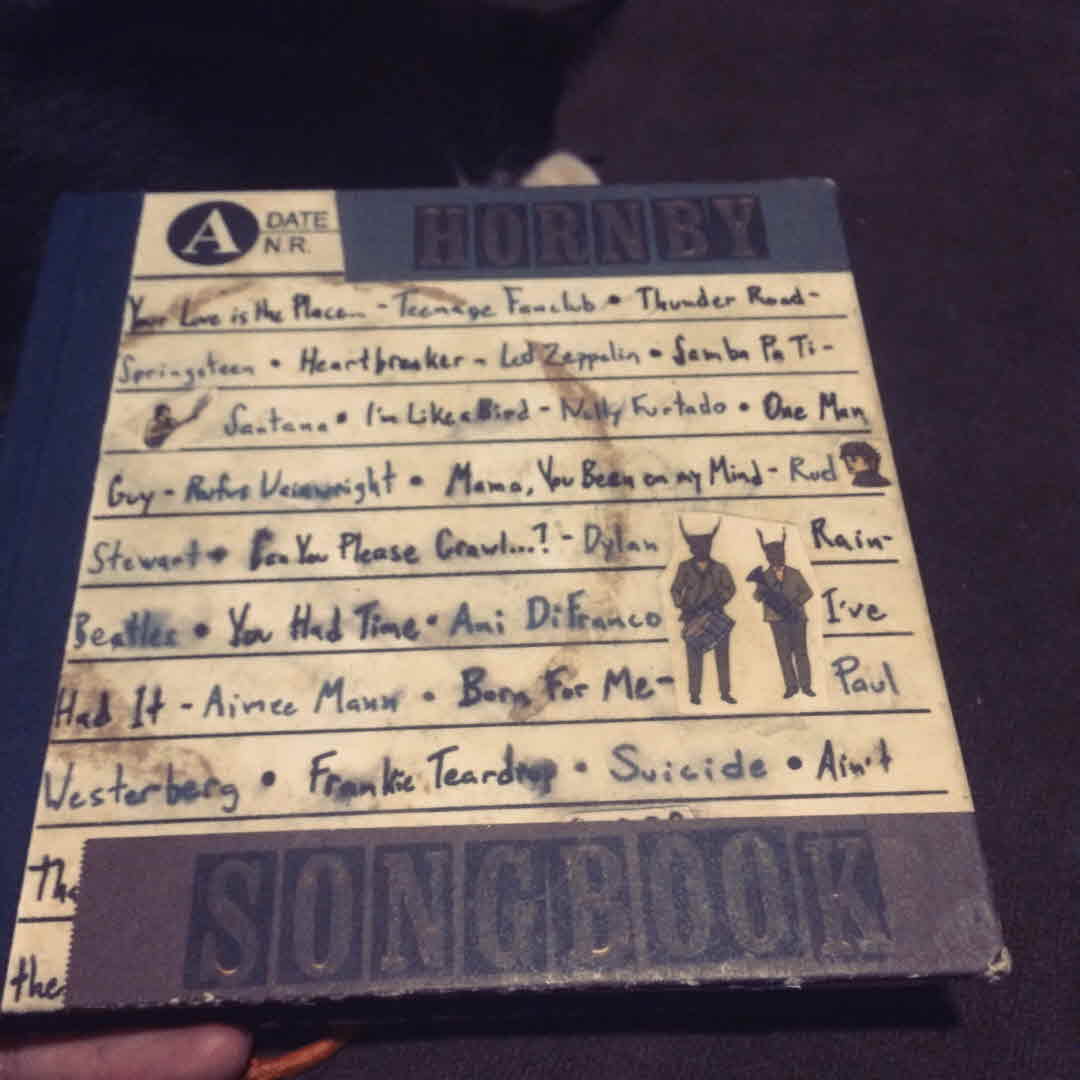 A DATE
N.R.
HORNBY
Your Love is the Place... - Teenage Fanclub • Thunder Road -
Springsteen • Heartbreaker - Led Zeppelin • Samba Pa Ti -
Santana • I'm Like a Bird - Nelly Furtado • One Man
Guy - Rufus Wainwright • Mama, You Been on my Mind - Rod
Stewart • Can You Please Crawl...? - Dylan Rain -
Beatles • You Had Time • Ani DiFranco I've
Had It - Aimee Mann • Born For Me - Paul
Westerberg • Frankie Teardrop • Suicide • Ain't
Tha
the
SONGBOOK